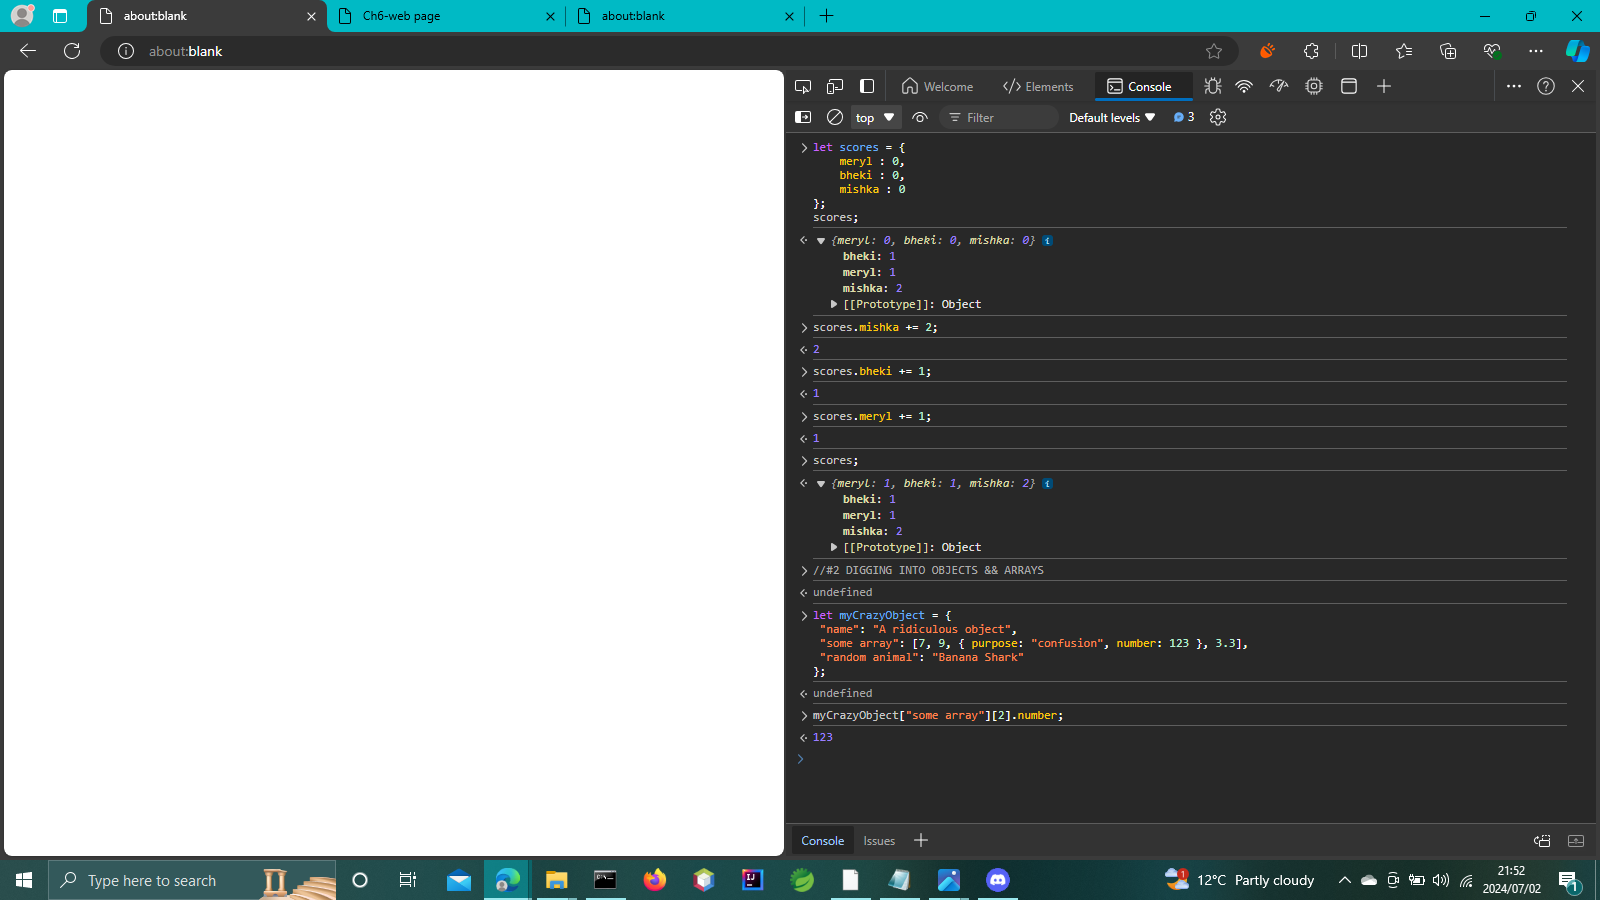 about:blank
Ch6-web page
about:blank
about:blank
Welcome
Elements
Console
top
Filter
Default levels
3
let scores = {
meryl : 0,
bheki : 0,
mishka : 0
};
scores;
{meryl: 0, bheki: 0, mishka: 0}
bheki: 1
meryl: 1
mishka: 2
[[Prototype]]: Object
scores.mishka += 2;
2
scores.bheki += 1;
1
scores.meryl += 1;
1
scores;
{meryl: 1, bheki: 1, mishka: 2}
bheki: 1
meryl: 1
mishka: 2
[[Prototype]]: Object
//#2 DIGGING INTO OBJECTS && ARRAYS
undefined
let myCrazyObject = {
"name": "A ridiculous object",
"some array": [7, 9, { purpose: "confusion", number: 123 }, 3.3],
"random animal": "Banana Shark"
};
undefined
myCrazyObject["some array"][2].number;
123
Console
Issues
Type here to search
1
12°C Partly cloudy
21:52
2024/07/02
1